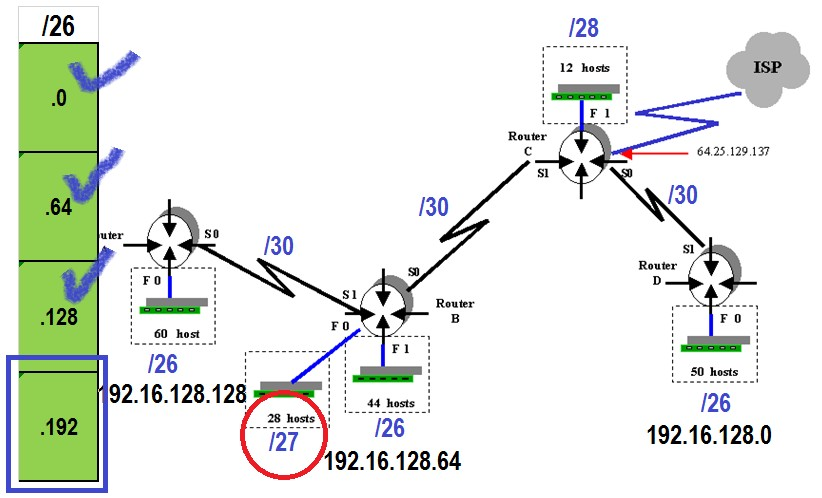 /26
.0
.64
.128
.192
uter
S0
F 0
60 host
/26
192.16.128.128
/30
S1
F 0
S0
Router
B
F 1
28 hosts
/27
44 hosts
/26
192.16.128.64
/30
/28
12 hosts
F 1
Router
C
S1
S0
ISP
64.25.129.137
/30
S1
Router
D
F 0
50 hosts
/26
192.16.128.0